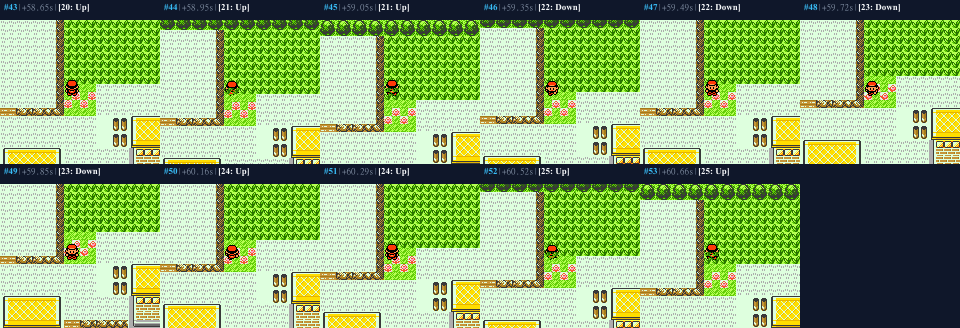 #43|+58.65s|[20: Up]
#44|+58.95s|[21: Up]
#45|+59.05s|[21: Up]
#46|+59.35s|[22: Down]
#47|+59.49s|[22: Down]
#48|+59.72s|[23: Down]
#49|+59.85s|[23: Down]
#50|+60.16s|[24: Up]
#51|+60.29s|[24: Up]
#52|+60.52s|[25: Up]
#53|+60.66s|[25: Up]